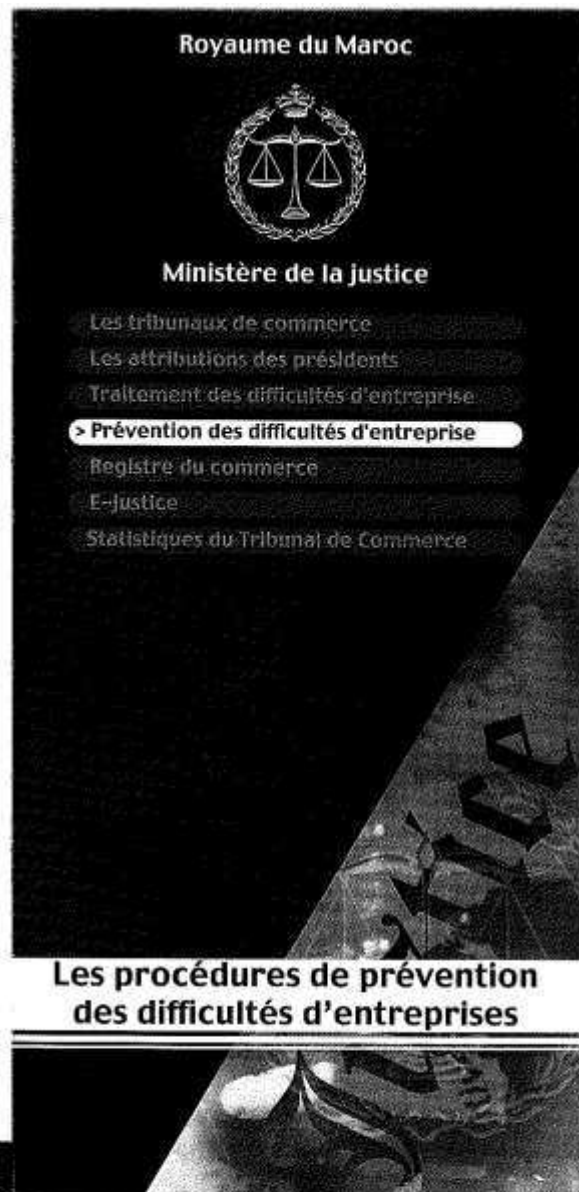 Royaume du Maroc
Ministère de la justice
Les tribunaux de commerce
Les attributions des présidents
Traitement des difficultés d'entreprise
> Prévention des difficultés d'entreprise
Registre du commerce
E-justice
Statistiques du Tribunal de Commerce
Les procédures de prévention
des difficultés d'entreprises